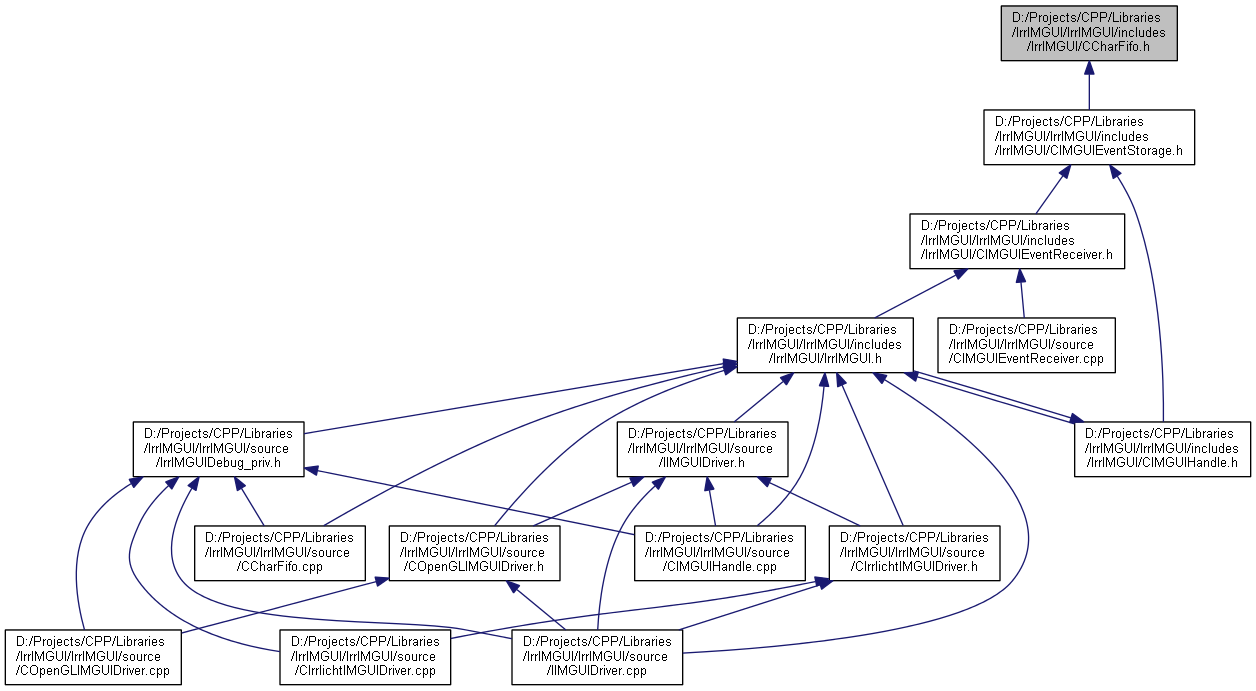 D:/Projects/CPP/Libraries
/IrrIMGUI/IrrIMGUI/includes
/IrrIMGUI/CCharFifo.h
D:/Projects/CPP/Libraries
/IrrIMGUI/IrrIMGUI/includes
/IrrIMGUI/CIMGUIEventStorage.h
D:/Projects/CPP/Libraries
/IrrIMGUI/IrrIMGUI/includes
/IrrIMGUI/CIMGUIEventReceiver.h
D:/Projects/CPP/Libraries
/IrrIMGUI/IrrIMGUI/includes
/IrrIMGUI/IrrIMGUI.h
D:/Projects/CPP/Libraries
/IrrIMGUI/IrrIMGUI/source
/CIMGUIEventReceiver.cpp
D:/Projects/CPP/Libraries
/IrrIMGUI/IrrIMGUI/source
/IrrIMGUIDebug_priv.h
D:/Projects/CPP/Libraries
/IrrIMGUI/IrrIMGUI/source
/IIMGUIDriver.h
D:/Projects/CPP/Libraries
/IrrIMGUI/IrrIMGUI/includes
/IrrIMGUI/CIMGUIHandle.h
D:/Projects/CPP/Libraries
/IrrIMGUI/IrrIMGUI/source
/CCharFifo.cpp
D:/Projects/CPP/Libraries
/IrrIMGUI/IrrIMGUI/source
/COpenGLIMGUIDriver.h
D:/Projects/CPP/Libraries
/IrrIMGUI/IrrIMGUI/source
/CIMGUIHandle.cpp
D:/Projects/CPP/Libraries
/IrrIMGUI/IrrIMGUI/source
/CIrrlichtIMGUIDriver.h
D:/Projects/CPP/Libraries
/IrrIMGUI/IrrIMGUI/source
/COpenGLIMGUIDriver.cpp
D:/Projects/CPP/Libraries
/IrrIMGUI/IrrIMGUI/source
/CIrrlichtIMGUIDriver.cpp
D:/Projects/CPP/Libraries
/IrrIMGUI/IrrIMGUI/source
/IIMGUIDriver.cpp